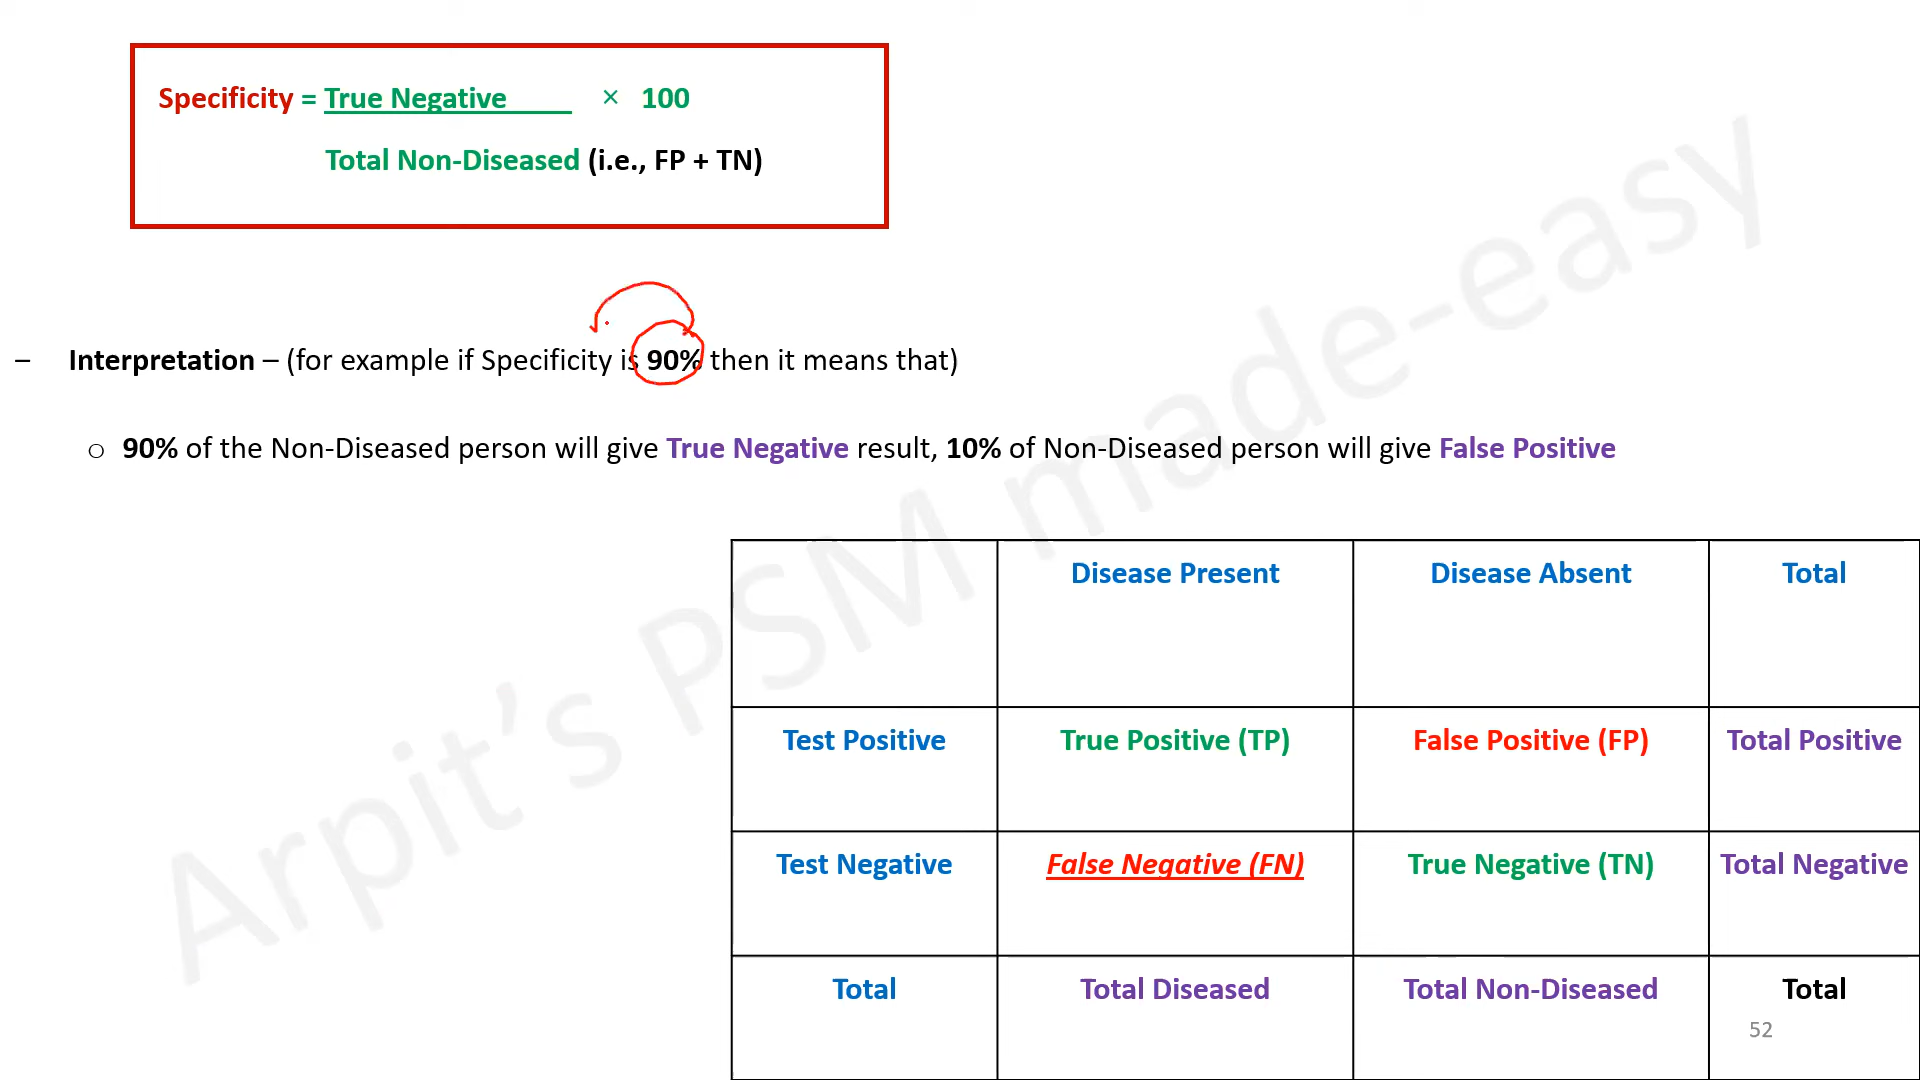 Specificity = True Negative × 100
Total Non-Diseased (i.e., FP + TN)
– Interpretation – (for example if Specificity is 90% then it means that)
o 90% of the Non-Diseased person will give True Negative result, 10% of Non-Diseased person will give False Positive
Disease Present Disease Absent Total
Test Positive True Positive (TP) False Positive (FP) Total Positive
Test Negative False Negative (FN) True Negative (TN) Total Negative
Total Total Diseased Total Non-Diseased Total
52
Arpit's PSM made-easy